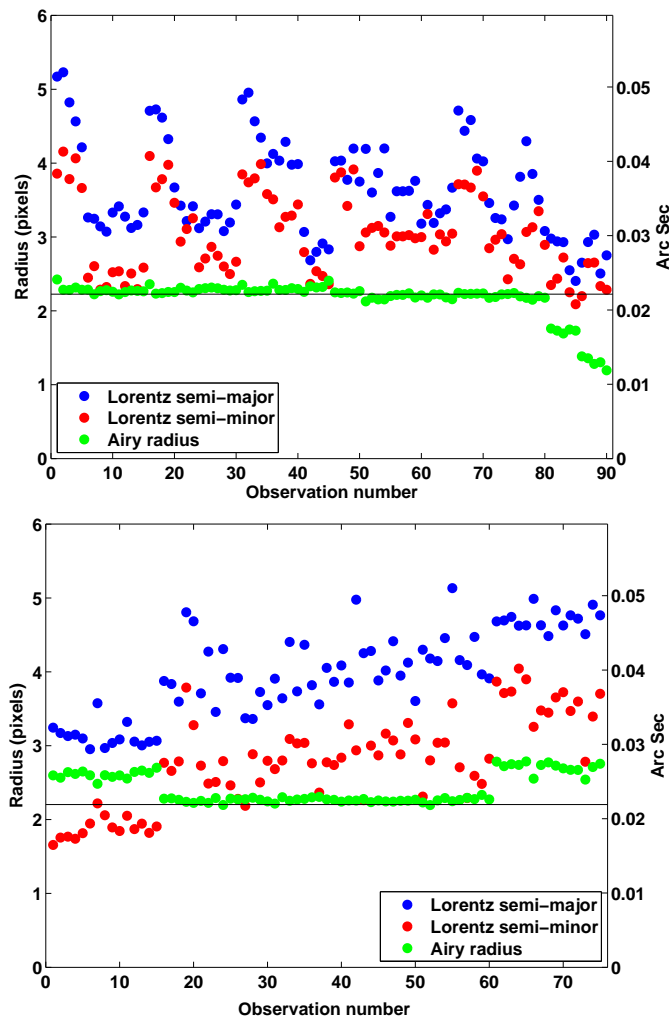 6
5
4
3
2
1
0
Radius (pixels)
0.05
0.04
0.03
0.02
0.01
0
Arc Sec
Lorentz semi−major
Lorentz semi−minor
Airy radius
0 10 20 30 40 50 60 70 80 90
Observation number
6
5
4
3
2
1
0
Radius (pixels)
0.05
0.04
0.03
0.02
0.01
0
Arc Sec
Lorentz semi−major
Lorentz semi−minor
Airy radius
0 10 20 30 40 50 60 70
Observation number